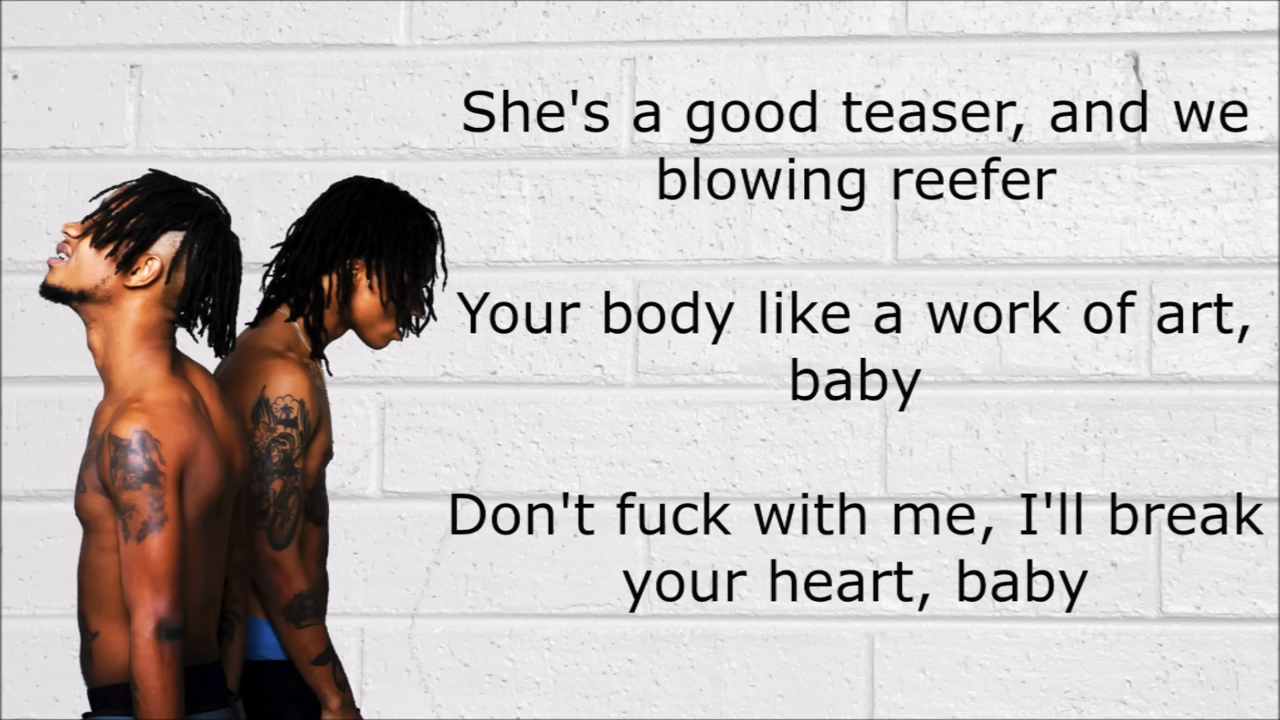 She's a good teaser, and we
blowing reefer
Your body like a work of art,
baby
Don't fuck with me, I'll break
your heart, baby